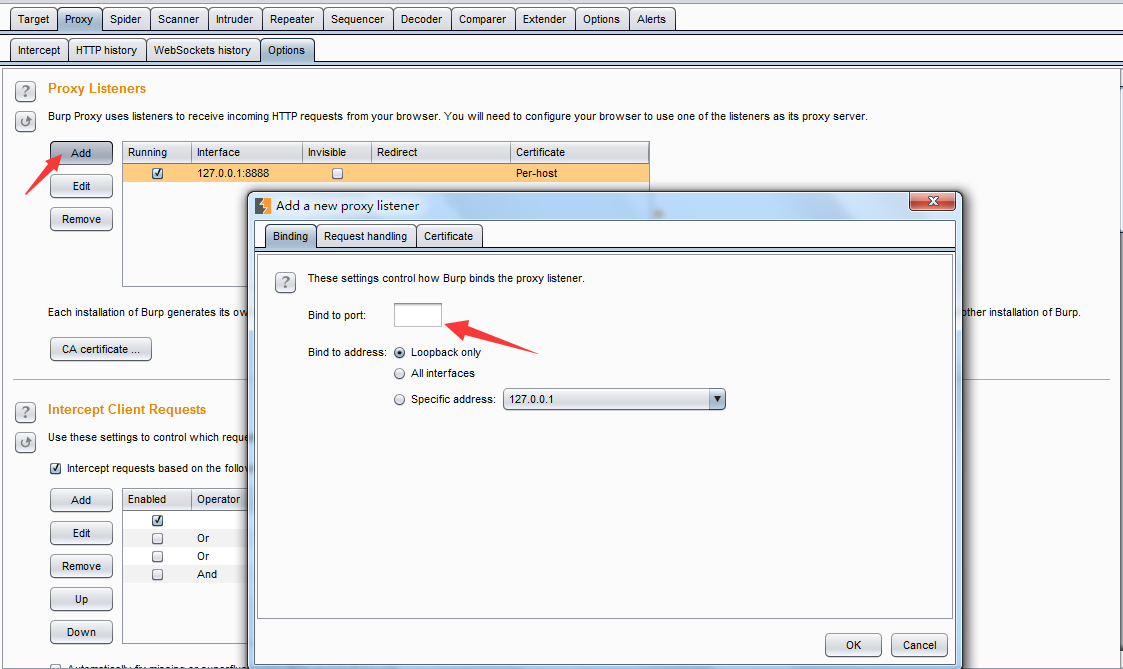 Target Proxy Spider Scanner Intruder Repeater Sequencer Decoder Comparer Extender Options Alerts
Intercept HTTP history WebSockets history Options
? Proxy Listeners
Burp Proxy uses listeners to receive incoming HTTP requests from your browser. You will need to configure your browser to use one of the listeners as its proxy server.
Add
Edit
Remove
Running Interface Invisible Redirect Certificate
127.0.0.1:8888 Per-host
Each installation of Burp generates its ow
other installation of Burp.
CA certificate ...
? Intercept Client Requests
Use these settings to control which reque
Intercept requests based on the follow
Add
Edit
Remove
Up
Down
Enabled Operator
Or
Or
And
Add a new proxy listener
Binding Request handling Certificate
? These settings control how Burp binds the proxy listener.
Bind to port:
Bind to address: Loopback only
All interfaces
Specific address: 127.0.0.1
OK Cancel